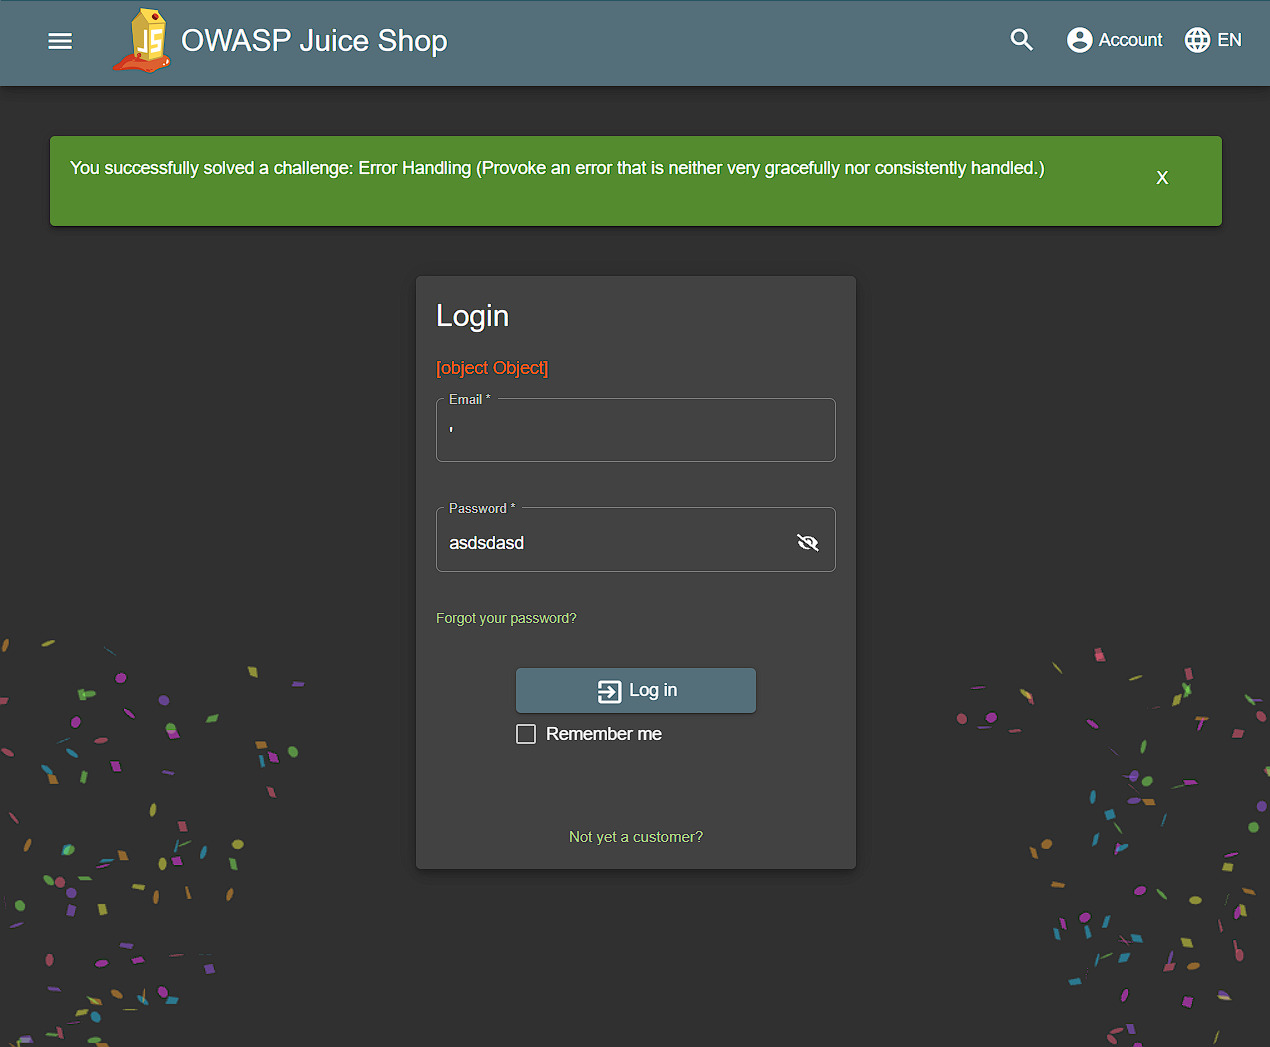 JS
OWASP Juice Shop
Account
EN
You successfully solved a challenge: Error Handling (Provoke an error that is neither very gracefully nor consistently handled.)
X
Login
[object Object]
Email *
'
Password *
asdsdasd
Forgot your password?
Log in
Remember me
Not yet a customer?